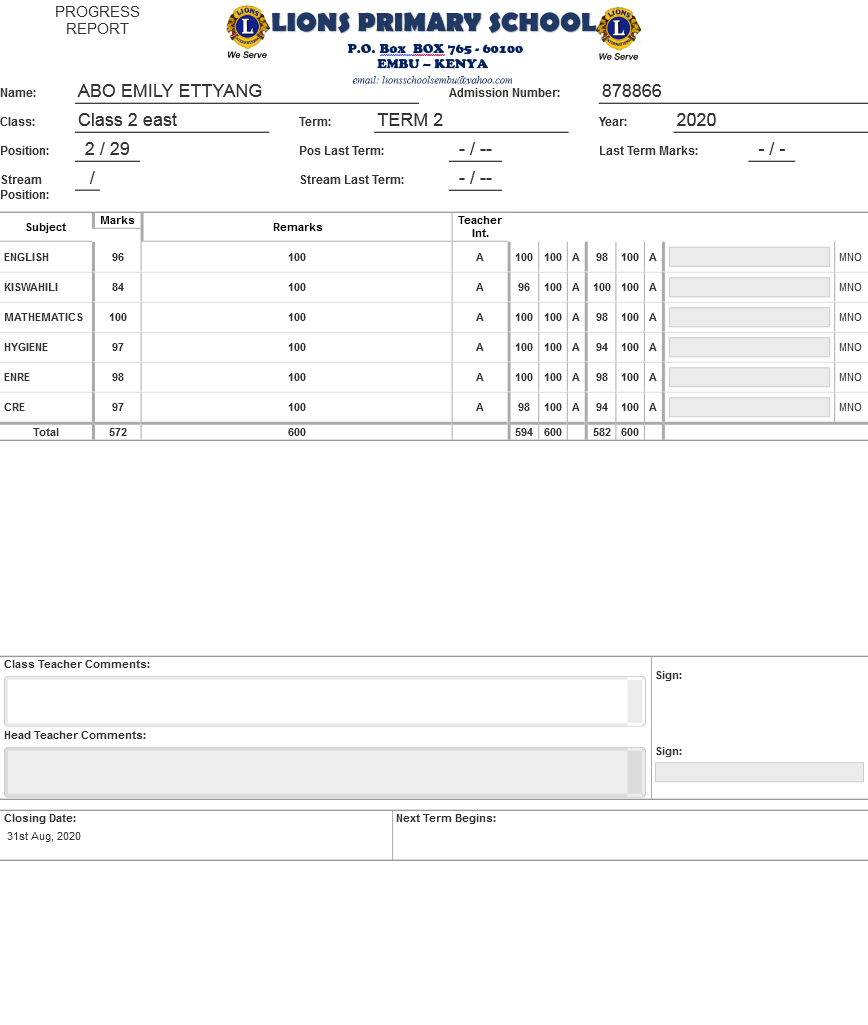 PROGRESS
REPORT
LIONS PRIMARY SCHOOL
LIONS
L
INTERNATIONAL
We Serve
LIONS
L
INTERNATIONAL
We Serve
P.O. Box BOX 765 - 60100
EMBU – KENYA
email: lionsschoolsembu@yahoo.com
Name: ABO EMILY ETTYANG Admission Number: 878866
Class: Class 2 east Term: TERM 2 Year: 2020
Position: 2 / 29 Pos Last Term: - / -- Last Term Marks: - / -
Stream Position: / Stream Last Term: - / --
Subject Marks Remarks Teacher Int.
ENGLISH 96 100 A 100 100 A 98 100 A MNO
KISWAHILI 84 100 A 96 100 A 100 100 A MNO
MATHEMATICS 100 100 A 100 100 A 98 100 A MNO
HYGIENE 97 100 A 100 100 A 94 100 A MNO
ENRE 98 100 A 100 100 A 98 100 A MNO
CRE 97 100 A 98 100 A 94 100 A MNO
Total 572 600 594 600 582 600
Class Teacher Comments:
Sign:
Head Teacher Comments:
Sign:
Closing Date: Next Term Begins:
31st Aug, 2020